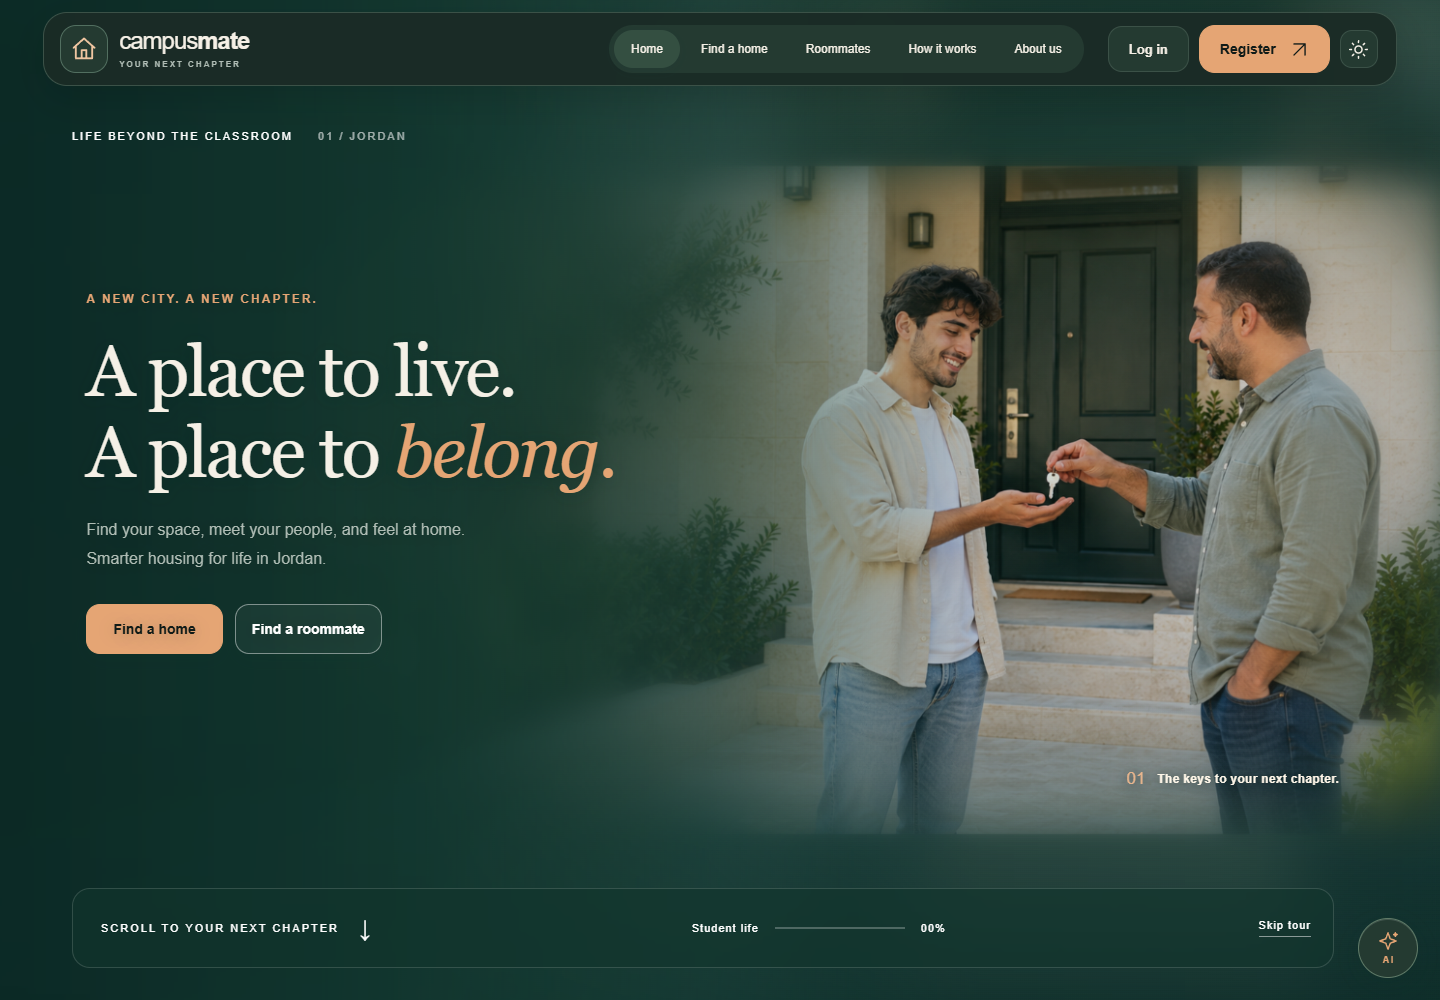 campusmate
YOUR NEXT CHAPTER
Home
Find a home
Roommates
How it works
About us
Log in
Register
LIFE BEYOND THE CLASSROOM
01 / JORDAN
A NEW CITY. A NEW CHAPTER.
A place to live.
A place to belong.
Find your space, meet your people, and feel at home.
Smarter housing for life in Jordan.
Find a home
Find a roommate
01 The keys to your next chapter.
SCROLL TO YOUR NEXT CHAPTER
Student life
00%
Skip tour
AI